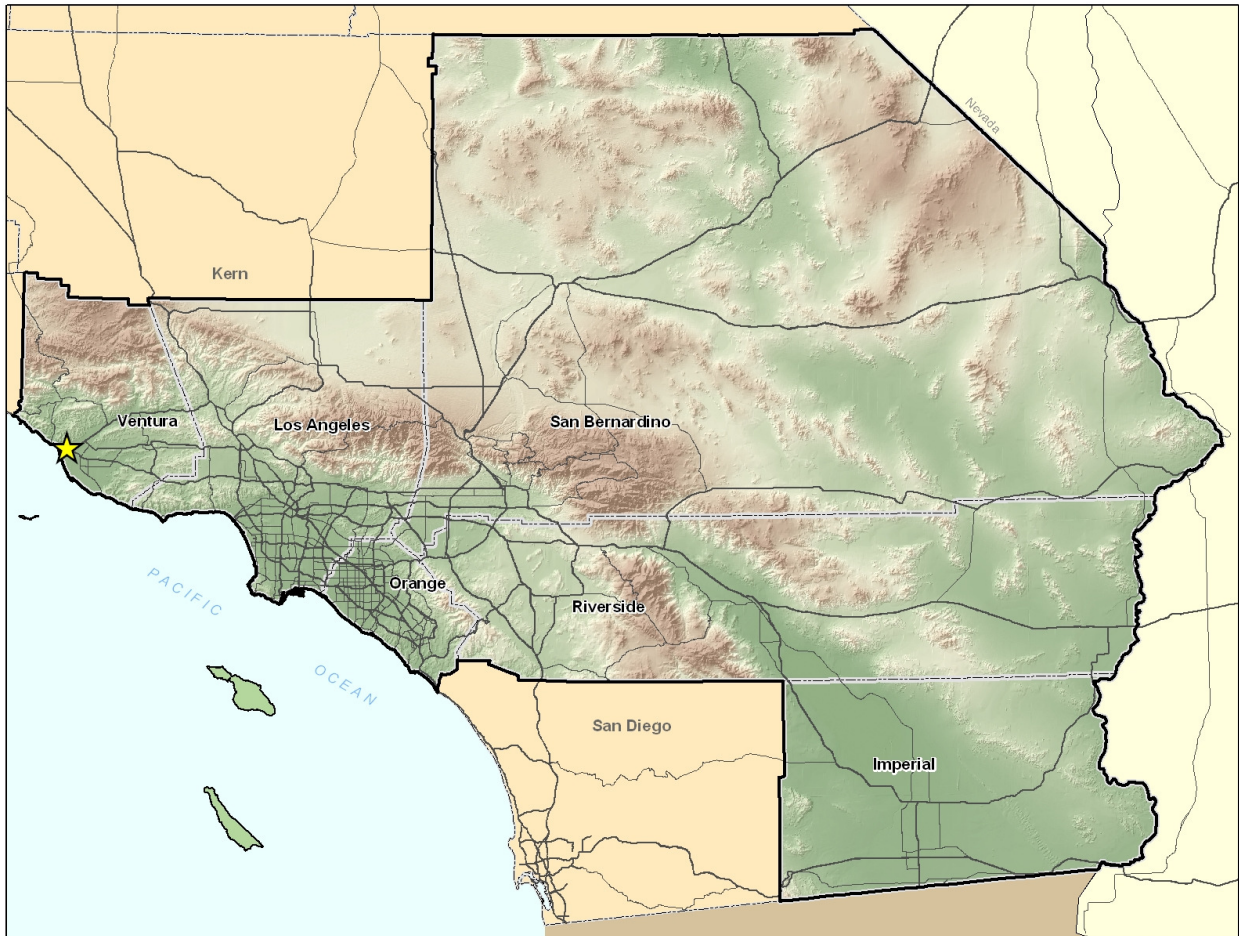 Nevada
Kern
Ventura
Los Angeles
San Bernardino
PACIFIC
OCEAN
Orange
Riverside
San Diego
Imperial